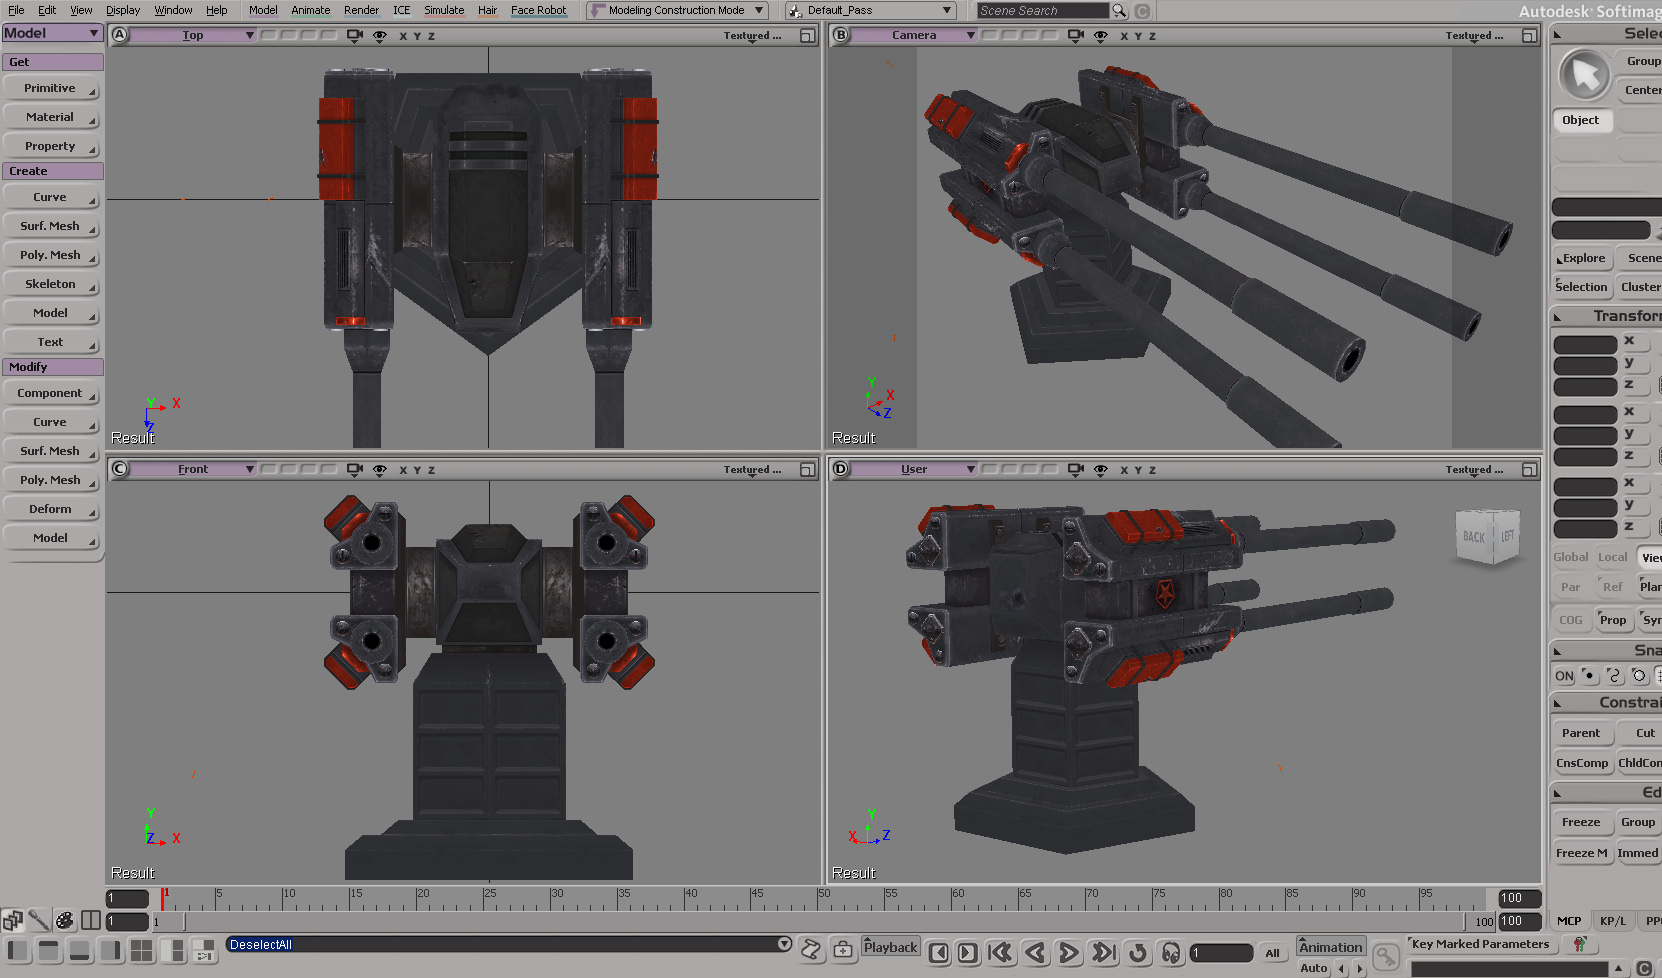 File Edit View Display Window Help Model Animate Render ICE Simulate Hair Face Robot Modeling Construction Mode Default_Pass Scene Search Autodesk Softimag
Model
Get
Primitive
Material
Property
Create
Curve
Surf. Mesh
Poly. Mesh
Skeleton
Model
Text
Modify
Component
Curve
Surf. Mesh
Poly. Mesh
Deform
Model
A Top X Y Z Textured ...
Y X
Z
Result
B Camera X Y Z Textured ...
Y
X
Z
Result
C Front X Y Z Textured ...
Y
Z X
Result
D User X Y Z Textured ...
BACK LEFT
Y
X Z
Result
Selec
Group
Center
Object
Explore Scene
Selection Cluster
Transform
x
y
z
x
y
z
x
y
z
Global Local View
Par Ref Plan
COG Prop Sym
Sna
ON
Constrai
Parent Cut
CnsComp ChldCon
Ed
Freeze Group
Freeze M Immed
MCP KP/L PP
1 1 5 10 15 20 25 30 35 40 45 50 55 60 65 70 75 80 85 90 95 100
1 1 100 100
DeselectAll Playback 1 All Animation Key Marked Parameters
Auto